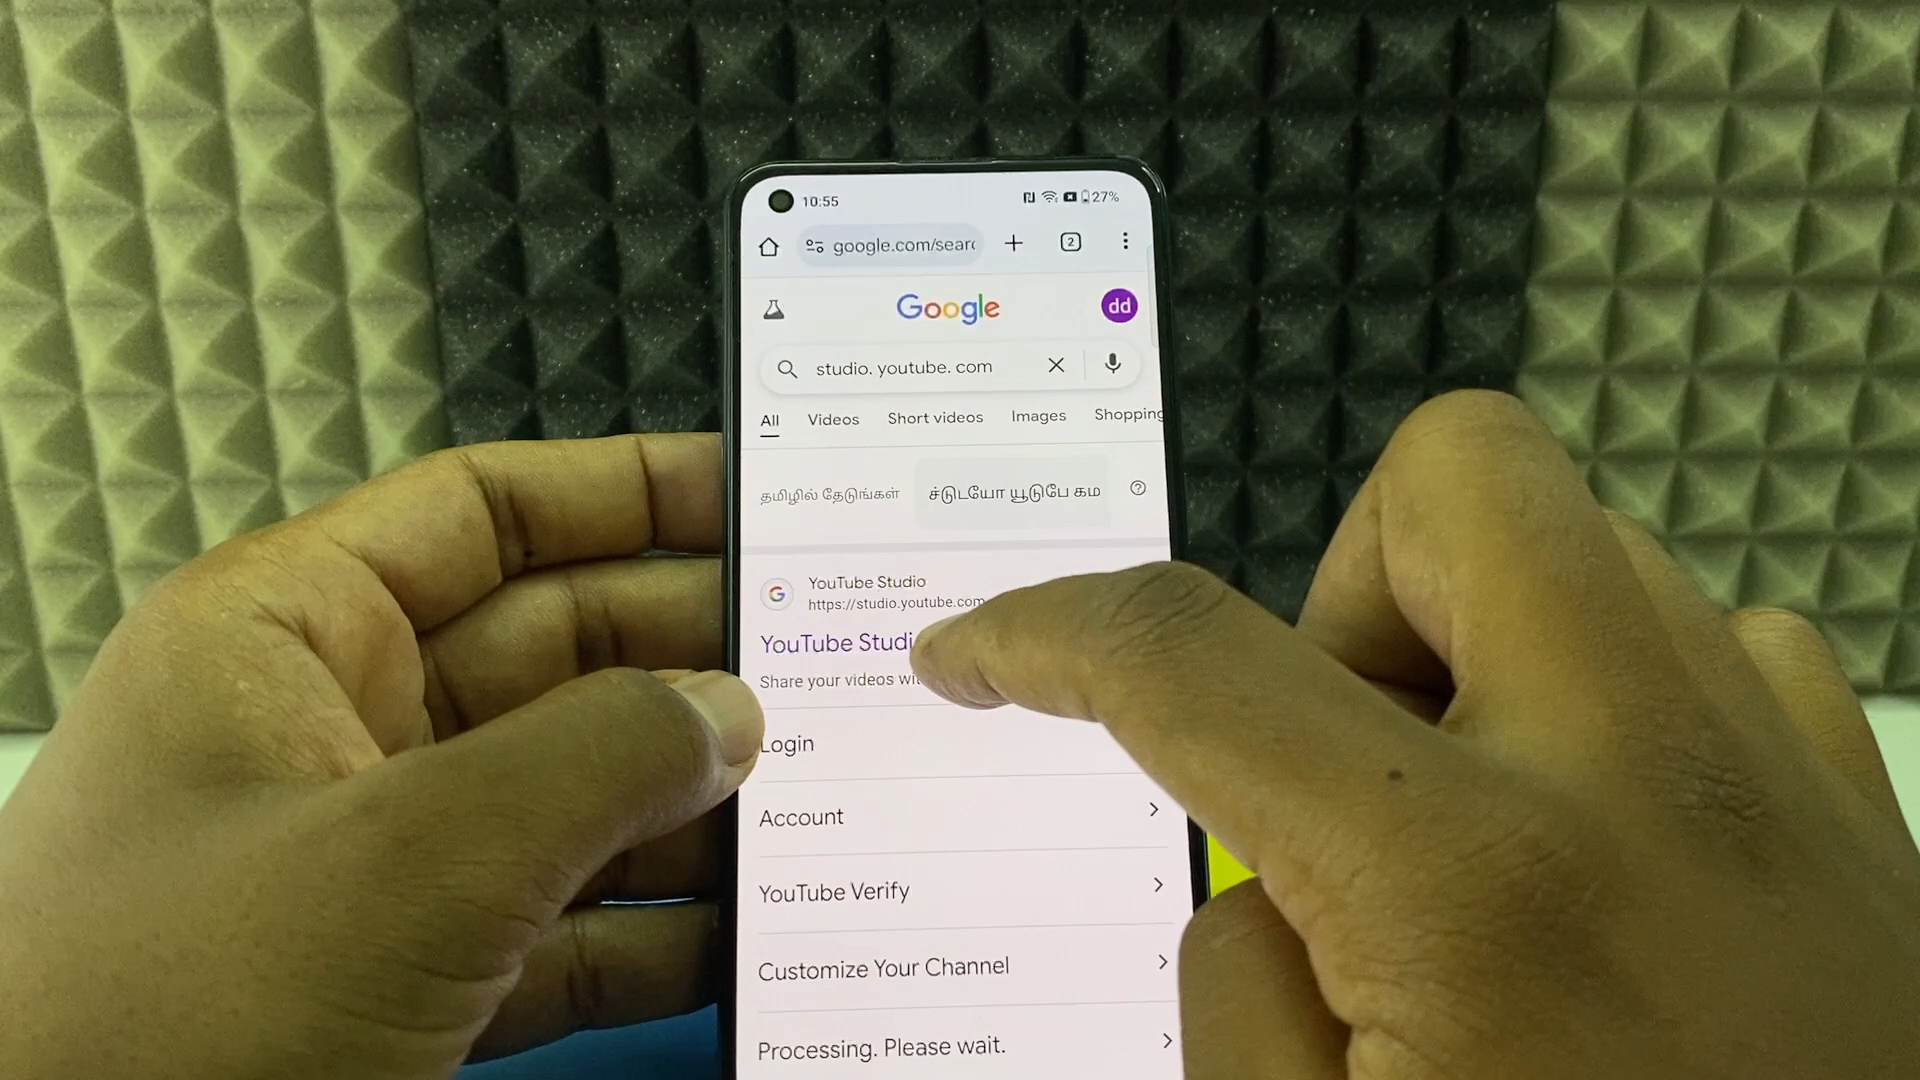 10:55
27%
google.com/searc
2
Google
dd
studio. youtube. com
All Videos Short videos Images Shopping
தமிழில் தேடுங்கள் ச்டுடயோ யூடுபே கம
YouTube Studio
https://studio.youtube.com
YouTube Studi
Share your videos wit
Login
Account
YouTube Verify
Customize Your Channel
Processing. Please wait.